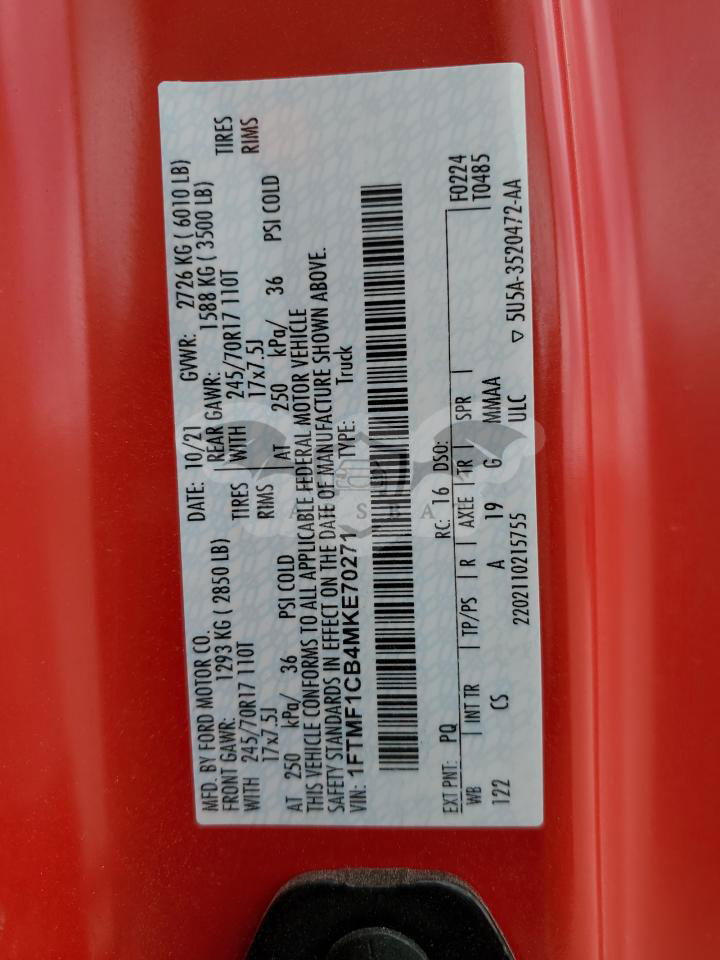 MFD. BY FORD MOTOR CO.
DATE: 10/21 GVWR: 2726 KG ( 6010 LB)
FRONT GAWR: 1293 KG ( 2850 LB) REAR GAWR: 1588 KG ( 3500 LB)
WITH 245/70R17 110T TIRES WITH 245/70R17 110T TIRES
17x7.5J RIMS 17x7.5J RIMS
AT 250 kPa/ 36 PSI COLD AT 250 kPa/ 36 PSI COLD
THIS VEHICLE CONFORMS TO ALL APPLICABLE FEDERAL MOTOR VEHICLE
SAFETY STANDARDS IN EFFECT ON THE DATE OF MANUFACTURE SHOWN ABOVE.
VIN: 1FTMF1CB4MKE70271 TYPE: Truck
EXT PNT: PQ RC: 16 DSO: F0224
WB INT TR TP/PS R AXLE TR SPR T0485
122 CS A 19 G MMAA
2202110215755 ULC ▽ 5U5A-3520472-AA